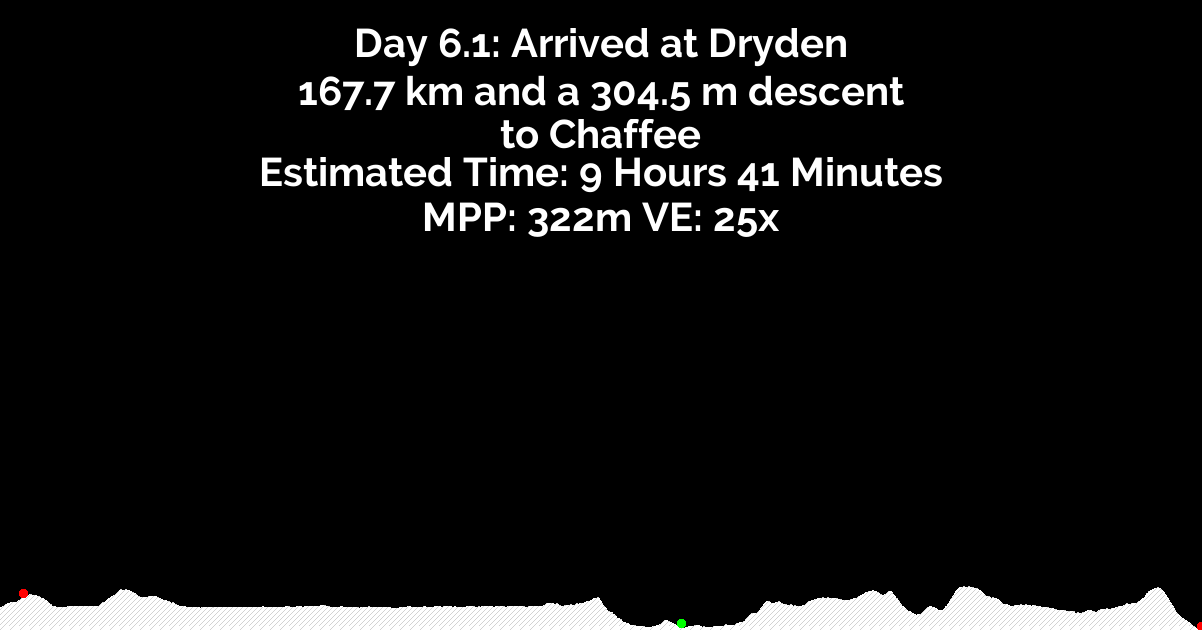 Day 6.1: Arrived at Dryden
167.7 km and a 304.5 m descent
to Chaffee
Estimated Time: 9 Hours 41 Minutes
MPP: 322m VE: 25x